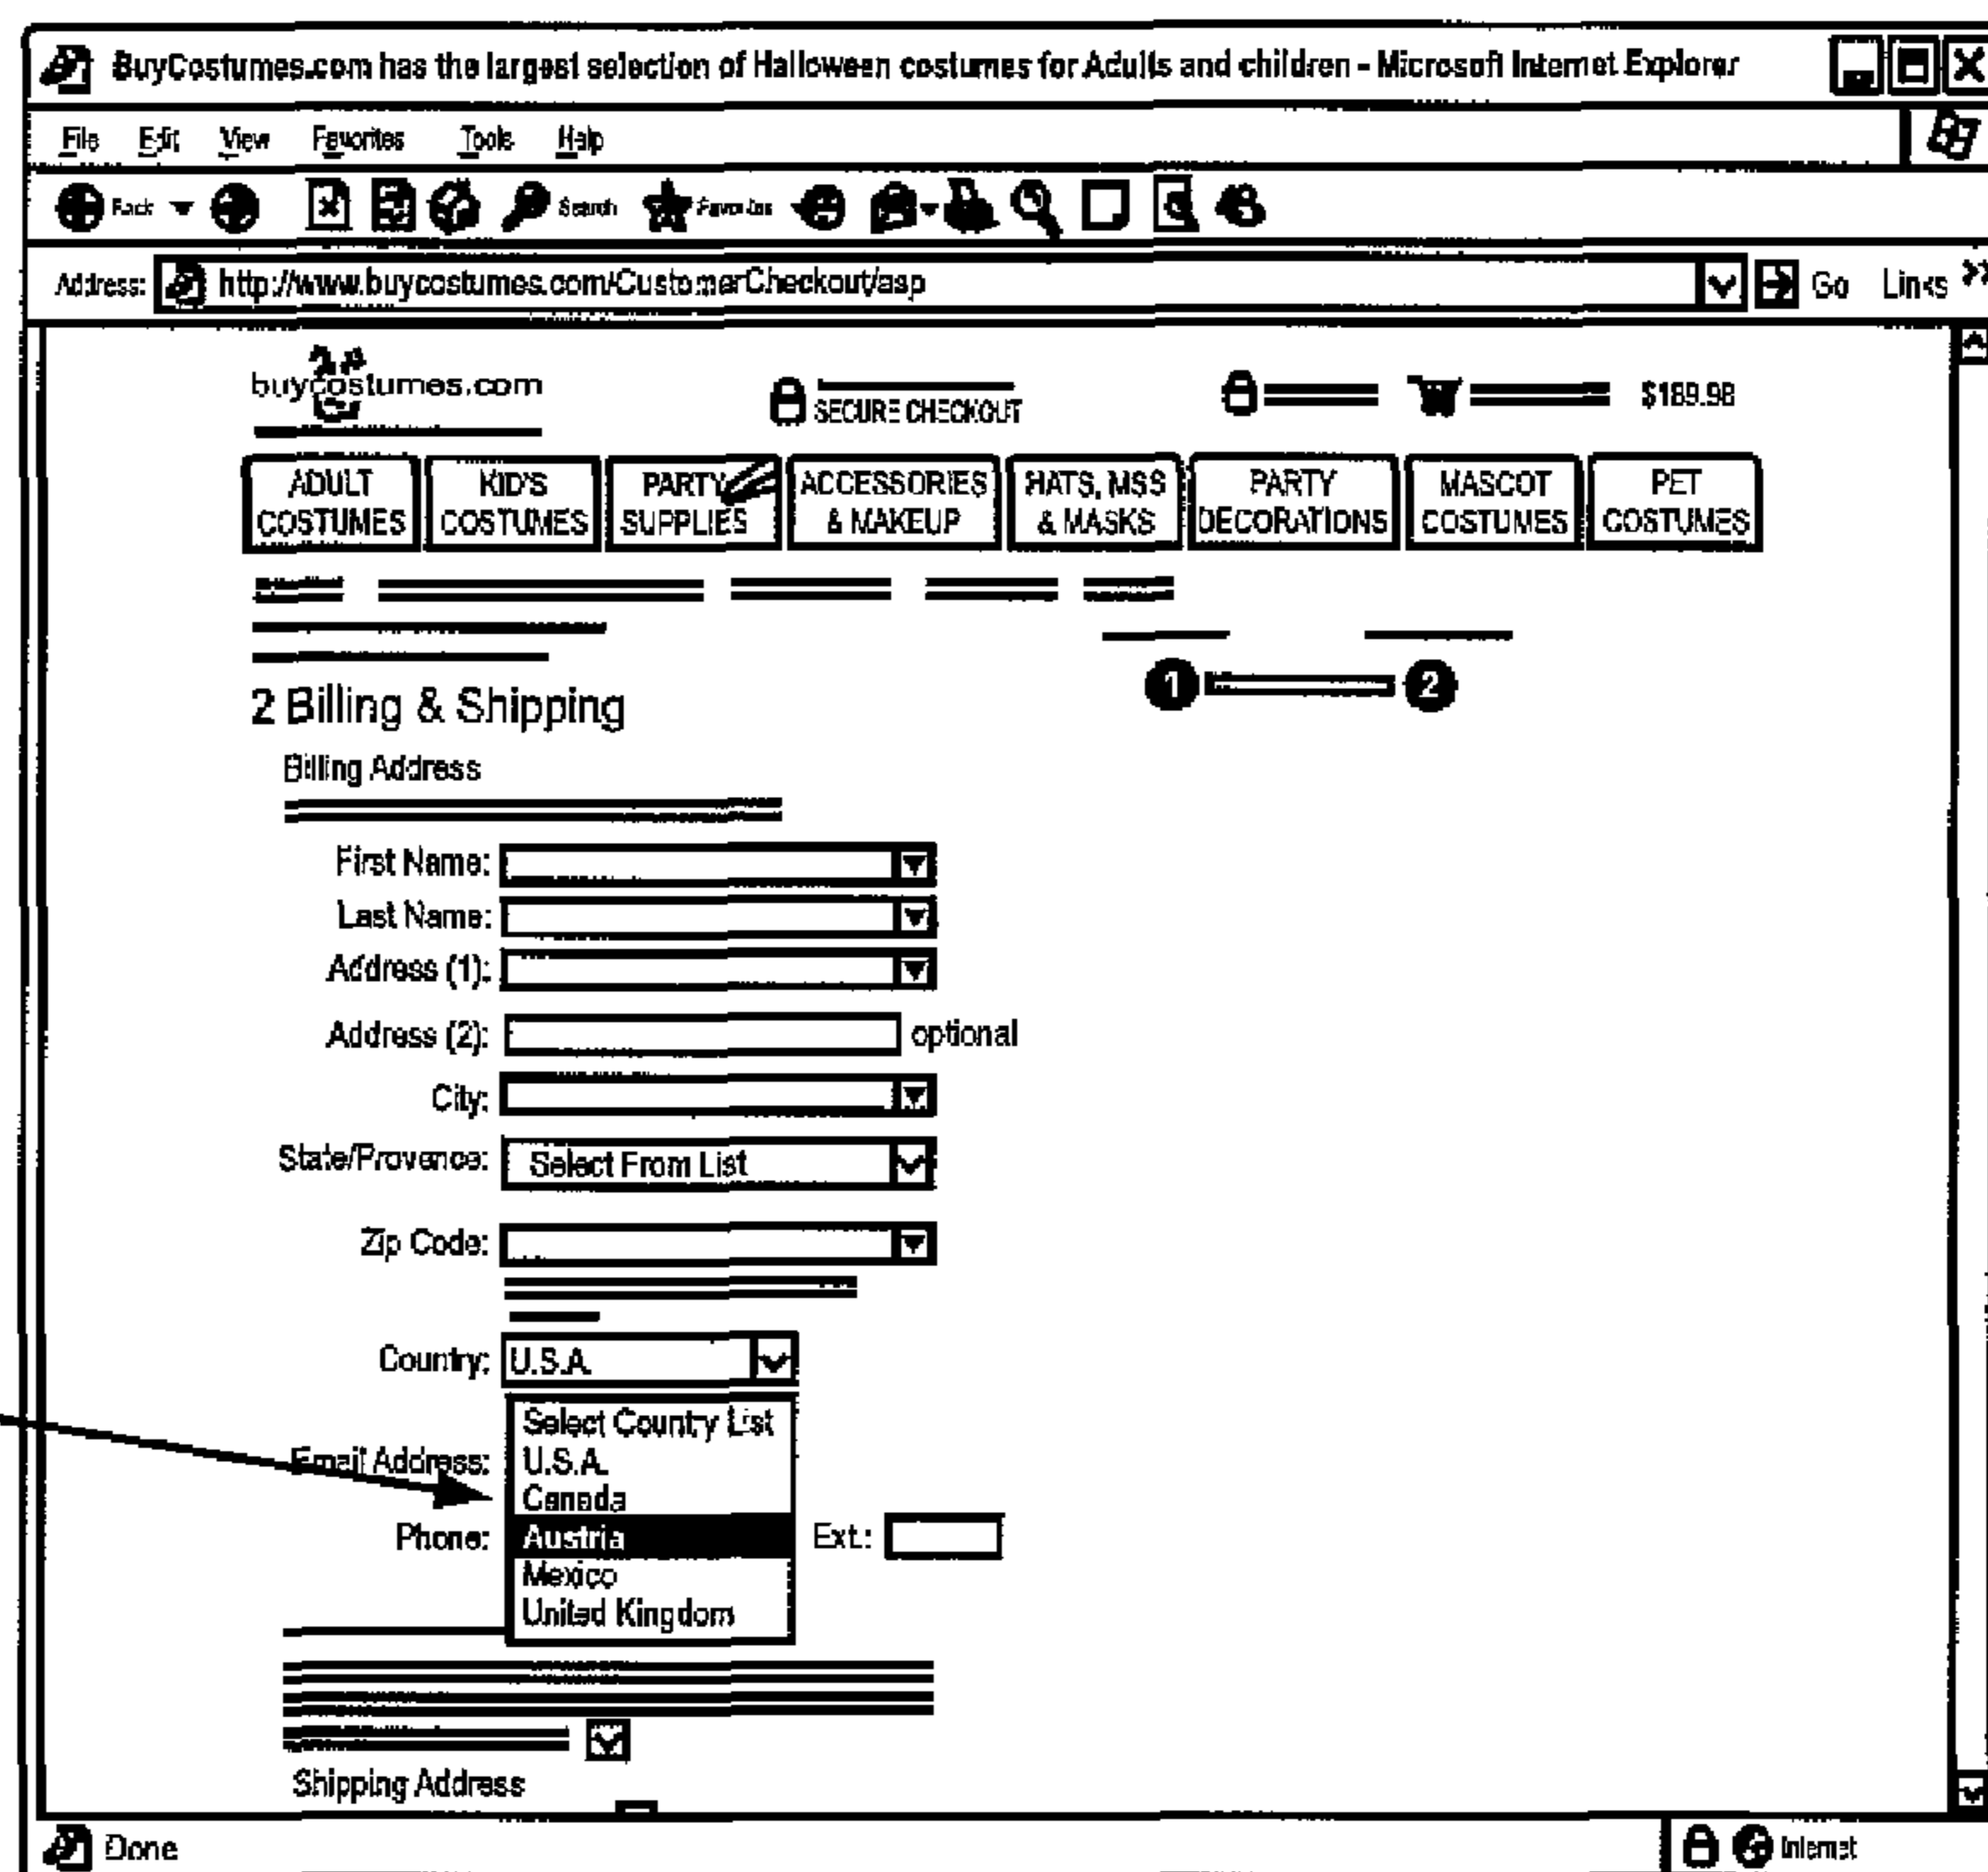 BuyCostumes.com has the largest selection of Halloween costumes for Adults and children - Microsoft Internet Explorer
File Edit View Favorites Tools Help
Back Search Favorites
Address: http://www.buycostumes.com/CustomerCheckout/asp Go Links >>
buycostumes.com SECURE CHECKOUT $189.98
ADULT COSTUMES KID'S COSTUMES PARTY SUPPLIES ACCESSORIES & MAKEUP HATS, MSS & MASKS PARTY DECORATIONS MASCOT COSTUMES PET COSTUMES
1 2
2 Billing & Shipping
Billing Address
First Name:
Last Name:
Address (1):
Address (2): optional
City:
State/Provence: Select From List
Zip Code:
Country: U.S.A.
Select Country List
Email Address: U.S.A.
Canada
Phone: Austria Ext.:
Mexico
United Kingdom
Shipping Address
Done Internet